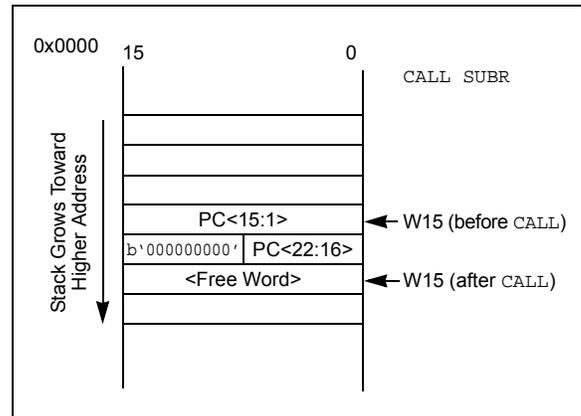 0x0000
15 0
CALL SUBR
Stack Grows Toward
Higher Address
PC<15:1>
W15 (before CALL)
b‘000000000’ PC<22:16>
<Free Word>
W15 (after CALL)